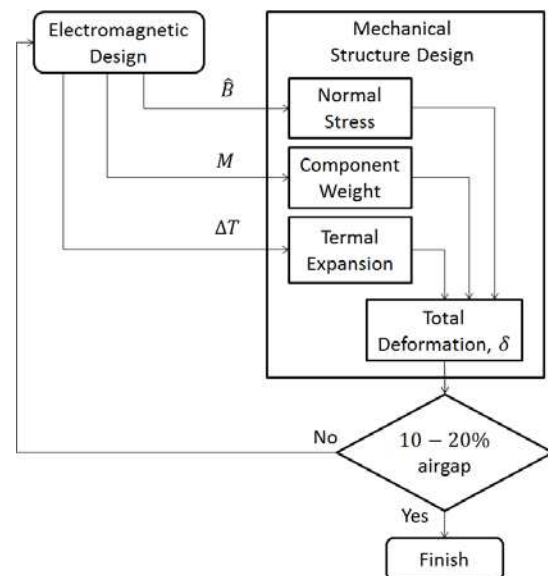 Electromagnetic
Design
Mechanical
Structure Design
B̂
Normal
Stress
M
Component
Weight
ΔT
Termal
Expansion
Total
Deformation, δ
No
10 − 20%
airgap
Yes
Finish